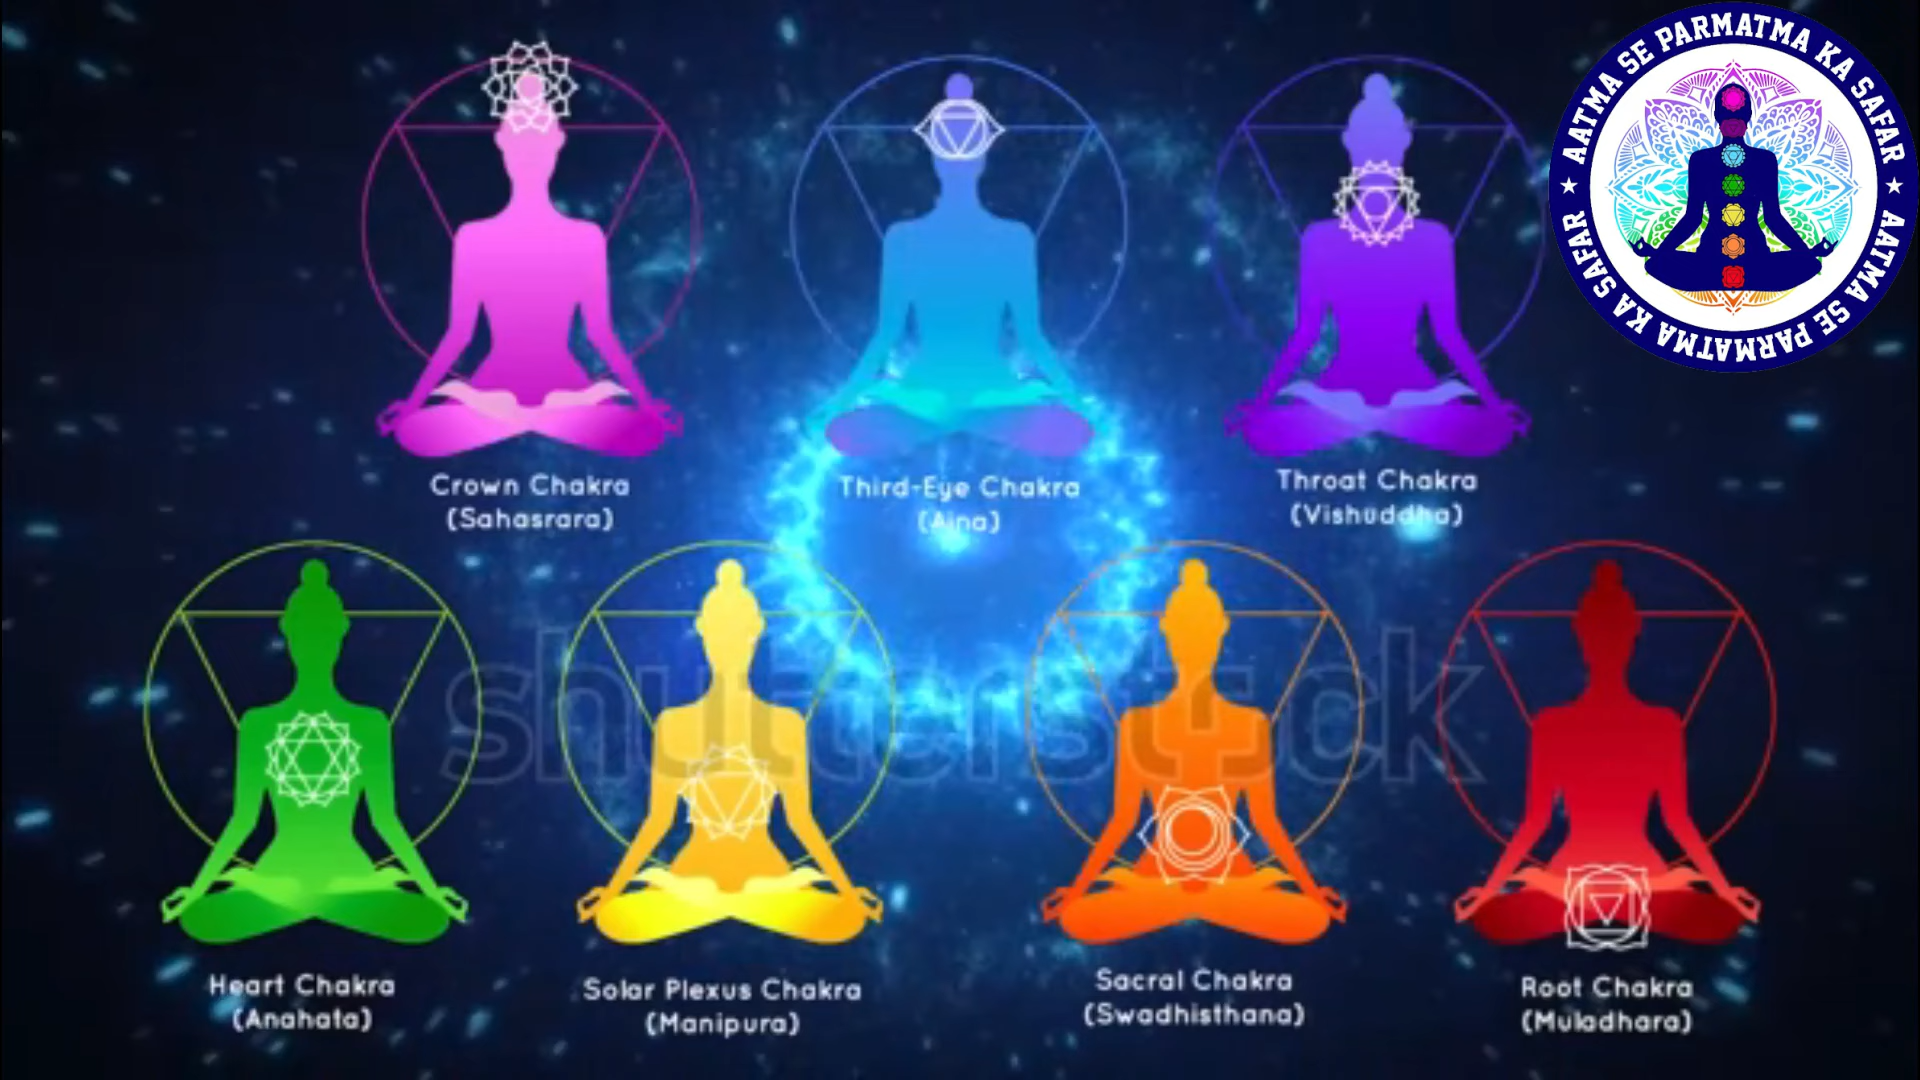 AATMA SE PARMATMA KA SAFAR ★ AATMA SE PARMATMA KA SAFAR ★
Crown Chakra
(Sahasrara)
Third-Eye Chakra
(Ajna)
Throat Chakra
(Vishuddha)
shutterstock
Heart Chakra
(Anahata)
Solar Plexus Chakra
(Manipura)
Sacral Chakra
(Swadhisthana)
Root Chakra
(Muladhara)